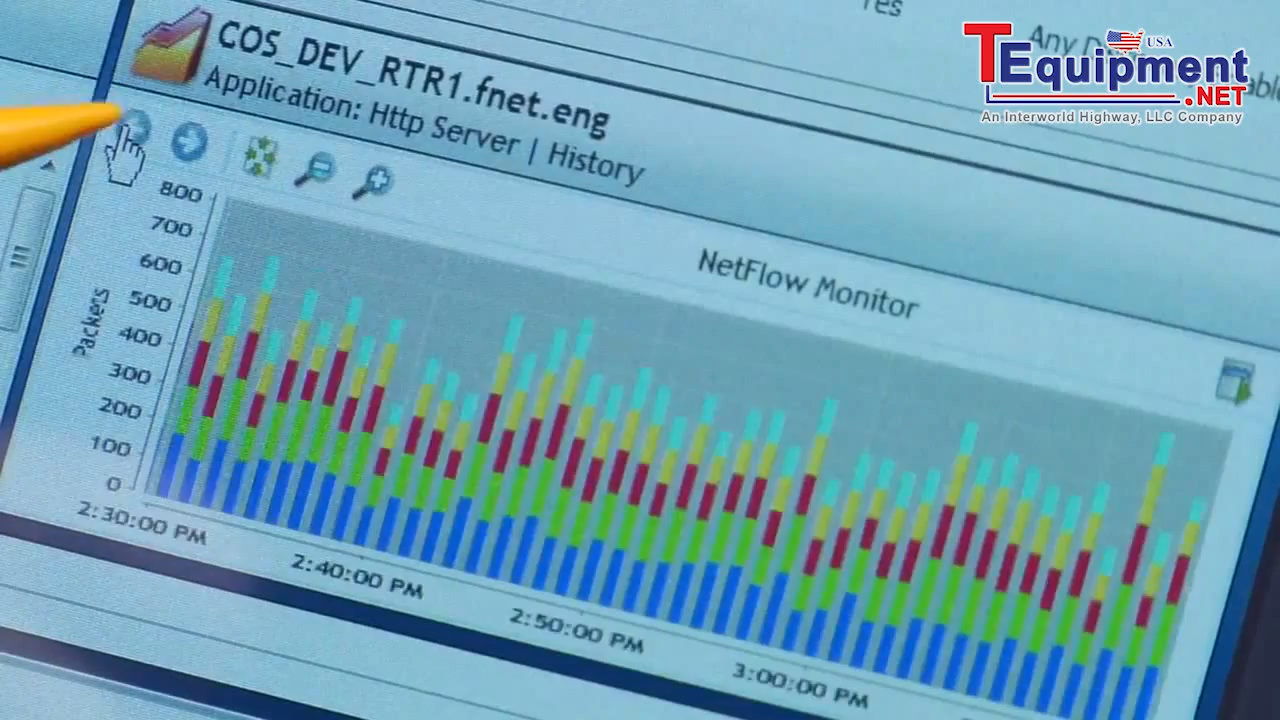 Yes
Any
TEquipment
USA
.NET
An Interworld Highway, LLC Company
COS_DEV_RTR1.fnet.eng
Application: Http Server | History
NetFlow Monitor
Packers
800
700
600
500
400
300
200
100
0
2:30:00 PM
2:40:00 PM
2:50:00 PM
3:00:00 PM